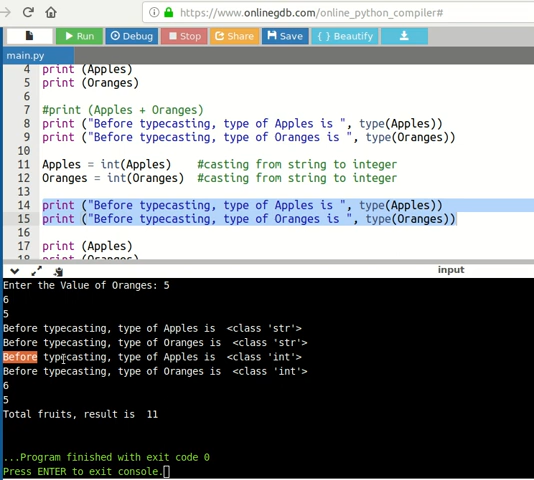 https://www.onlinegdb.com/online_python_compiler#
Run Debug Stop Share Save { } Beautify
main.py
4 print (Apples)
5 print (Oranges)
6
7 #print (Apples + Oranges)
8 print ("Before typecasting, type of Apples is ", type(Apples))
9 print ("Before typecasting, type of Oranges is ", type(Oranges))
10
11 Apples = int(Apples)    #casting from string to integer
12 Oranges = int(Oranges)  #casting from string to integer
13
14 print ("Before typecasting, type of Apples is ", type(Apples))
15 print ("Before typecasting, type of Oranges is ", type(Oranges))
16
17 print (Apples)
18 print (Oranges)
input
Enter the Value of Oranges: 5
6
5
Before typecasting, type of Apples is  <class 'str'>
Before typecasting, type of Oranges is  <class 'str'>
Before typecasting, type of Apples is  <class 'int'>
Before typecasting, type of Oranges is  <class 'int'>
6
5
Total fruits, result is  11
...Program finished with exit code 0
Press ENTER to exit console.